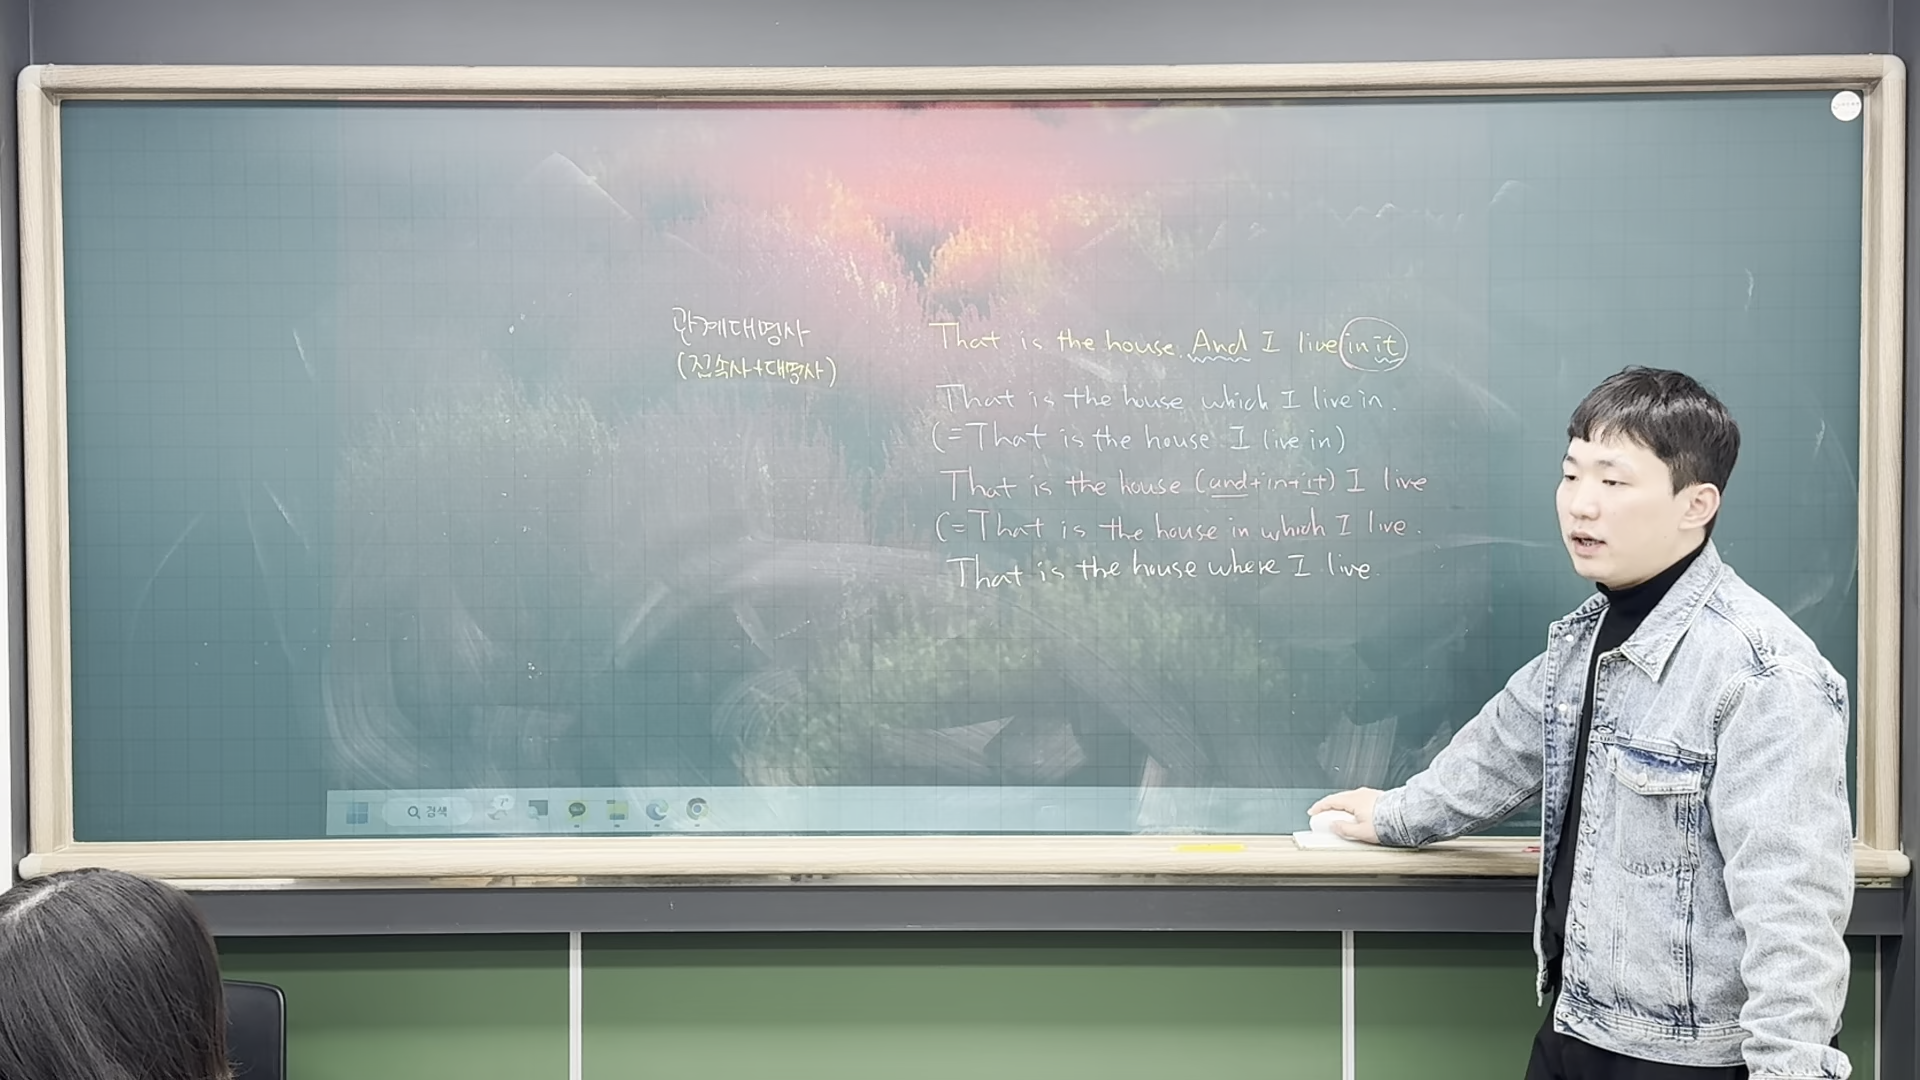 관계대명사
(접속사+대명사)
That is the house. And I live in it
That is the house which I live in.
(=That is the house. I live in)
That is the house (and+in+it) I live
(=That is the house in which I live.
That is the house where I live.
검색